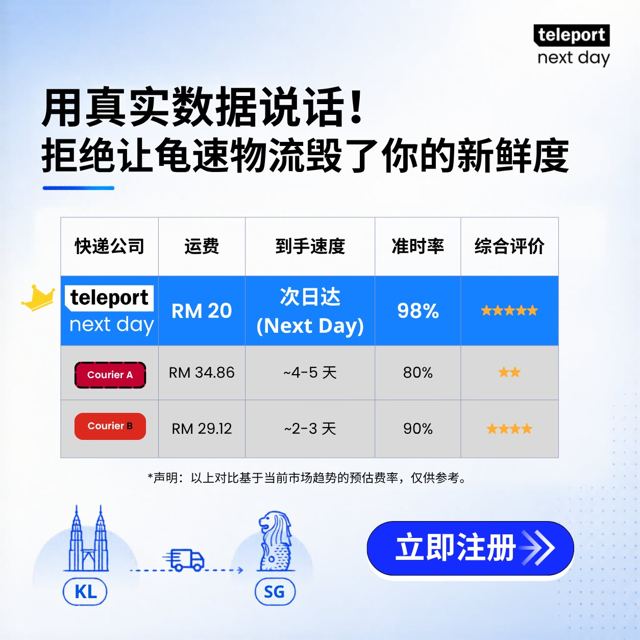 teleport
next day
用真实数据说话！
拒绝让龟速物流毁了你的新鲜度
快递公司 运费 到手速度 准时率 综合评价
teleport next day RM 20 次日达 (Next Day) 98%
Courier A RM 34.86 ~4-5 天 80%
Courier B RM 29.12 ~2-3 天 90%
*声明：以上对比基于当前市场趋势的预估费率，仅供参考。
立即注册
KL SG